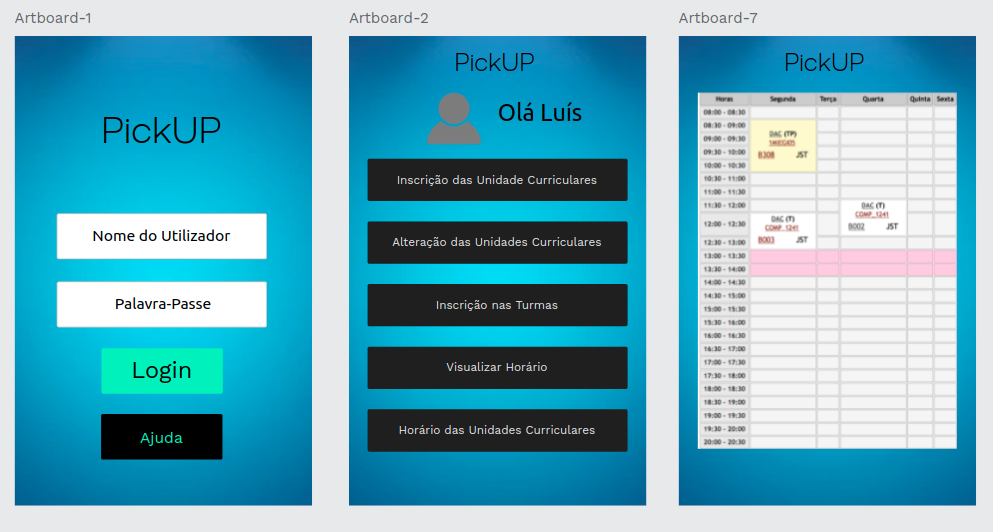 Artboard-1
PickUP
Nome do Utilizador
Palavra-Passe
Login
Ajuda
Artboard-2
PickUP
Olá Luís
Inscrição das Unidade Curriculares
Alteração das Unidades Curriculares
Inscrição nas Turmas
Visualizar Horário
Horário das Unidades Curriculares
Artboard-7
PickUP
Horas Segunda Terça Quarta Quinta Sexta
08:00 - 08:30
08:30 - 09:00
DAC (TP)
09:00 - 09:30
1MIEGI05
09:30 - 10:00
B308 JST
10:00 - 10:30
10:30 - 11:00
11:00 - 11:30
11:30 - 12:00
DAC (T)
COMP_1241
12:00 - 12:30
DAC (T)
B002 JST
COMP_1241
12:30 - 13:00
B003 JST
13:00 - 13:30
13:30 - 14:00
14:00 - 14:30
14:30 - 15:00
15:00 - 15:30
15:30 - 16:00
16:00 - 16:30
16:30 - 17:00
17:00 - 17:30
17:30 - 18:00
18:00 - 18:30
18:30 - 19:00
19:00 - 19:30
19:30 - 20:00
20:00 - 20:30